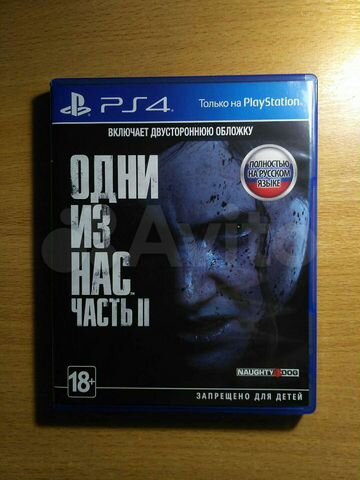 PS4
Только на PlayStation
ВКЛЮЧАЕТ ДВУСТОРОННЮЮ ОБЛОЖКУ
ПОЛНОСТЬЮ
НА РУССКОМ
ЯЗЫКЕ
ОДНИ
ИЗ
НАС
ЧАСТЬ II
Avito
NAUGHTY DOG
18+
ЗАПРЕЩЕНО ДЛЯ ДЕТЕЙ